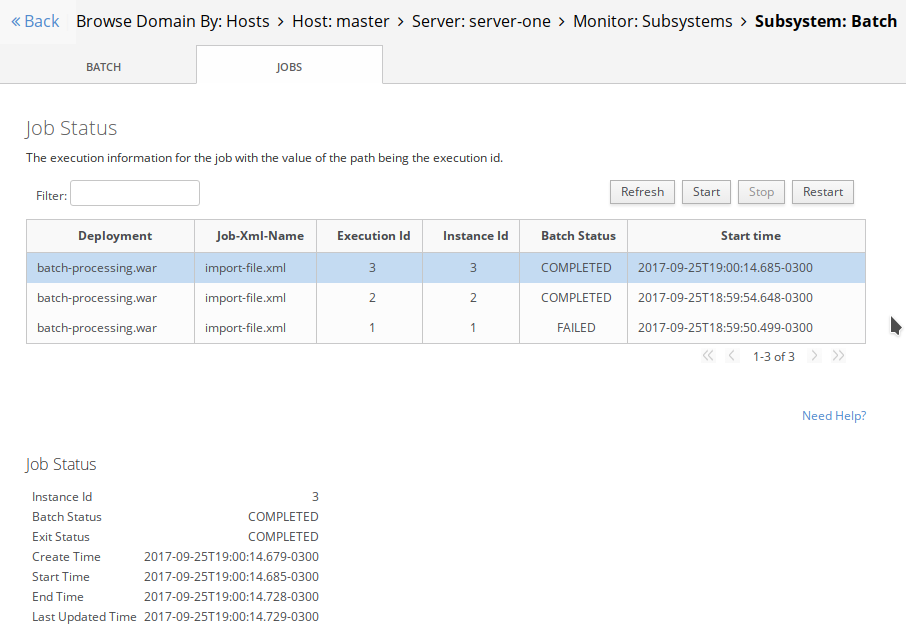 « Back Browse Domain By: Hosts > Host: master > Server: server-one > Monitor: Subsystems > Subsystem: Batch
BATCH JOBS
Job Status
The execution information for the job with the value of the path being the execution id.
Filter: Refresh Start Stop Restart
Deployment Job-Xml-Name Execution Id Instance Id Batch Status Start time
batch-processing.war import-file.xml 3 3 COMPLETED 2017-09-25T19:00:14.685-0300
batch-processing.war import-file.xml 2 2 COMPLETED 2017-09-25T18:59:54.648-0300
batch-processing.war import-file.xml 1 1 FAILED 2017-09-25T18:59:50.499-0300
« ‹ 1-3 of 3 › »
Need Help?
Job Status
Instance Id 3
Batch Status COMPLETED
Exit Status COMPLETED
Create Time 2017-09-25T19:00:14.679-0300
Start Time 2017-09-25T19:00:14.685-0300
End Time 2017-09-25T19:00:14.728-0300
Last Updated Time 2017-09-25T19:00:14.729-0300